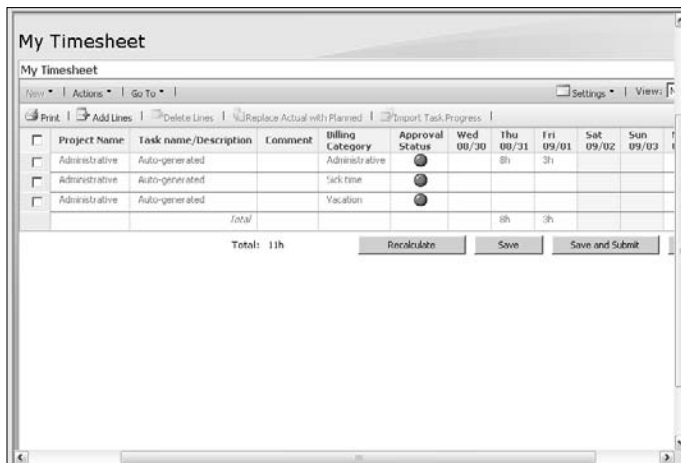 My Timesheet
My Timesheet
New | Actions | Go To | Settings | View:
Print | Add Lines | Delete Lines | Replace Actual with Planned | Import Task Progress |
Project Name Task name/Description Comment Billing Category Approval Status Wed 08/30 Thu 08/31 Fri 09/01 Sat 09/02 Sun 09/03
Administrative Auto-generated Administrative 8h 3h
Administrative Auto-generated Sick time
Administrative Auto-generated Vacation
Total 8h 3h
Total: 11h Recalculate Save Save and Submit